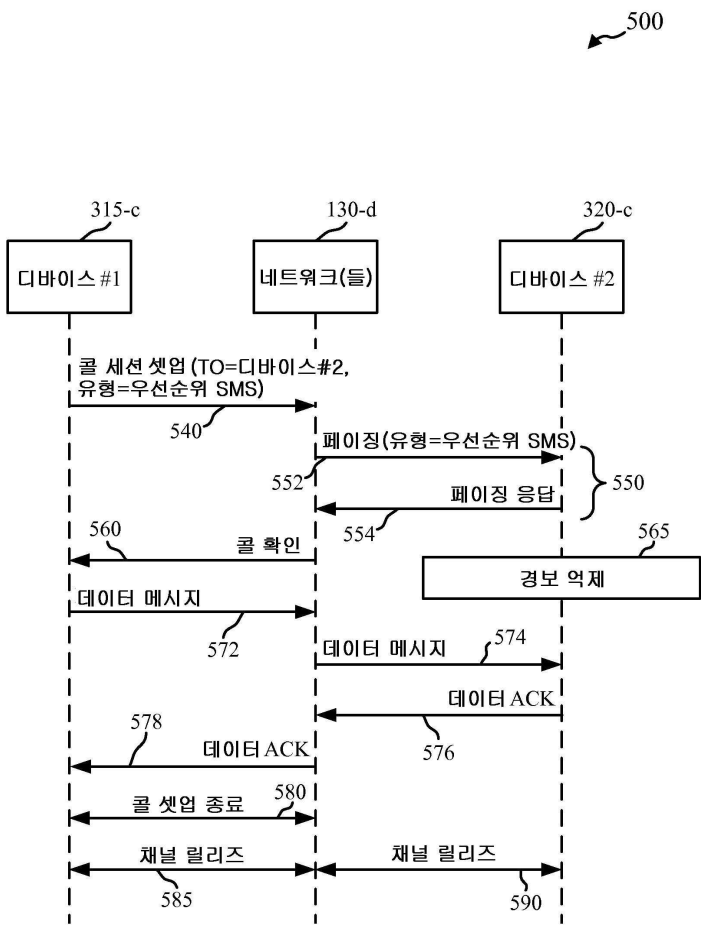 500
315-c
130-d
320-c
디바이스 #1
네트워크(들)
디바이스 #2
콜 세션 셋업 (TO=디바이스#2,
유형=우선순위 SMS)
540
페이징(유형=우선순위 SMS)
552
550
페이징 응답
554
560
콜 확인
565
경보 억제
데이터 메시지
572
데이터 메시지
574
데이터 ACK
576
578
데이터 ACK
콜 셋업 종료
580
채널 릴리즈
채널 릴리즈
585
590